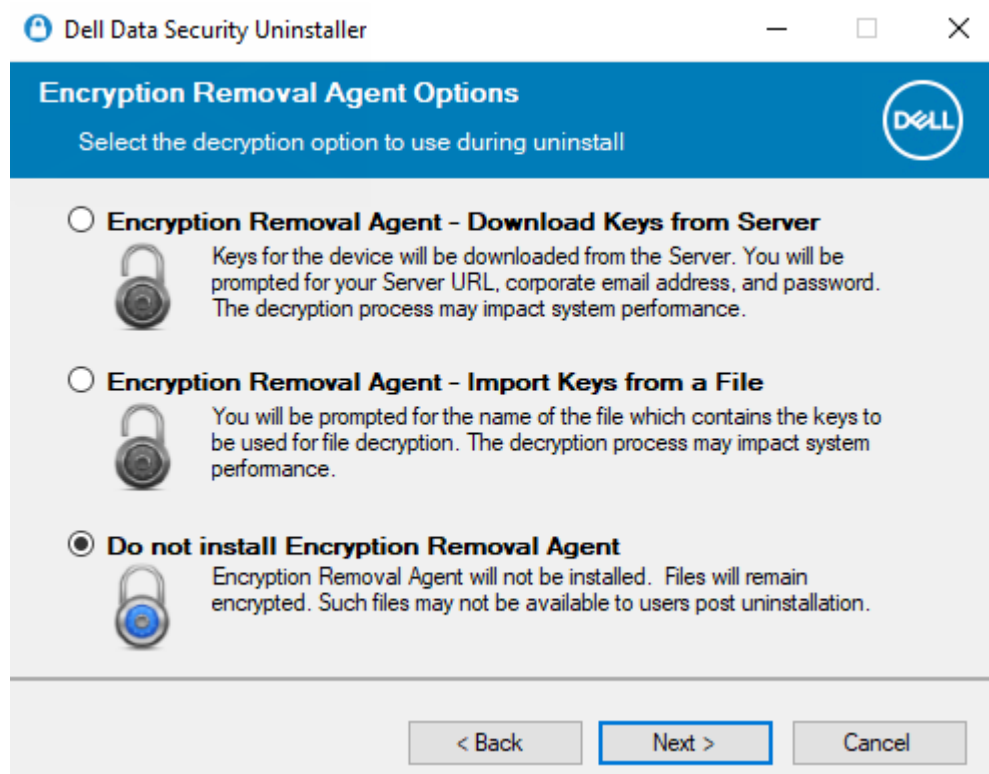 Dell Data Security Uninstaller
Encryption Removal Agent Options
Select the decryption option to use during uninstall
DELL
Encryption Removal Agent - Download Keys from Server
Keys for the device will be downloaded from the Server. You will be
prompted for your Server URL, corporate email address, and password.
The decryption process may impact system performance.
Encryption Removal Agent - Import Keys from a File
You will be prompted for the name of the file which contains the keys to
be used for file decryption. The decryption process may impact system
performance.
Do not install Encryption Removal Agent
Encryption Removal Agent will not be installed.  Files will remain
encrypted. Such files may not be available to users post uninstallation.
< Back
Next >
Cancel